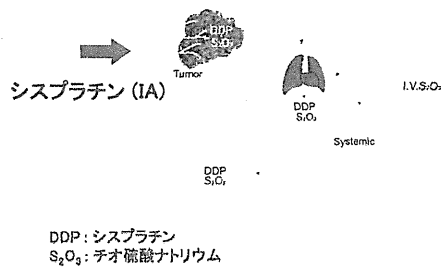 DDP
S₂O₃
Tumor
シスプラチン (IA)
DDP
S₂O₃
I.V.S₂O₃
Systemic
DDP
S₂O₃
DDP : シスプラチン
S₂O₃ : チオ硫酸ナトリウム